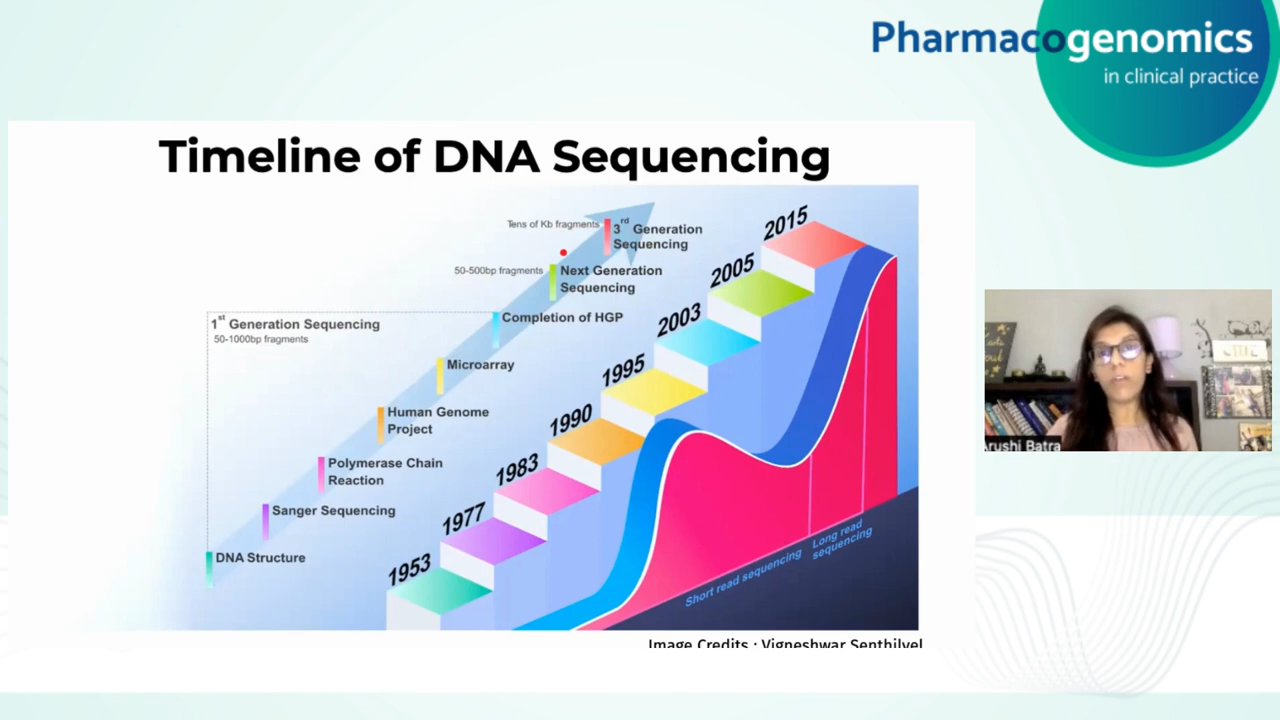 Pharmacogenomics
in clinical practice
Timeline of DNA Sequencing
Tens of Kb fragments
3rd Generation
Sequencing
50-500bp fragments
Next Generation
Sequencing
Completion of HGP
1st Generation Sequencing
50-1000bp fragments
Microarray
Human Genome
Project
Polymerase Chain
Reaction
Sanger Sequencing
DNA Structure
1953
1977
1983
1990
1995
2003
2005
2015
Short read sequencing
Long read
sequencing
Image Credits : Vigneshwar Senthilvel
Arushi Batra